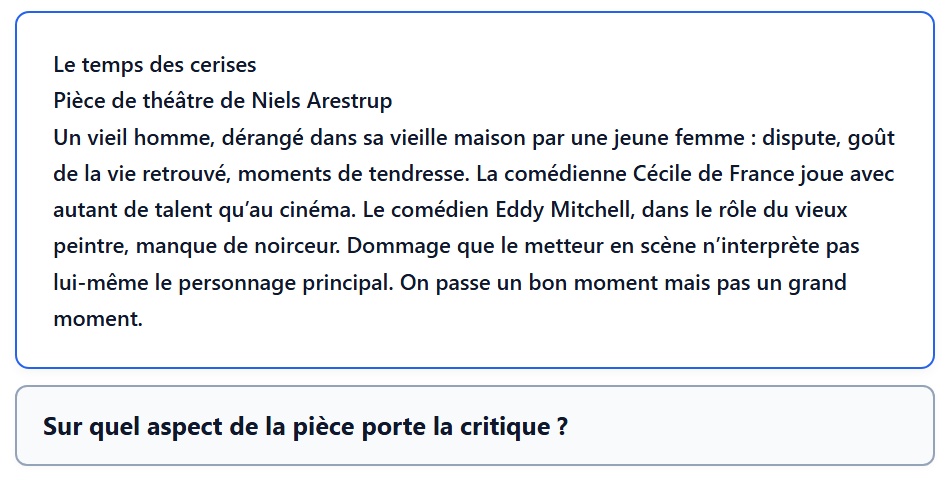 Le temps des cerises
Pièce de théâtre de Niels Arestrup
Un vieil homme, dérangé dans sa vieille maison par une jeune femme : dispute, goût
de la vie retrouvé, moments de tendresse. La comédienne Cécile de France joue avec
autant de talent qu’au cinéma. Le comédien Eddy Mitchell, dans le rôle du vieux
peintre, manque de noirceur. Dommage que le metteur en scène n’interprète pas
lui-même le personnage principal. On passe un bon moment mais pas un grand
moment.
Sur quel aspect de la pièce porte la critique ?